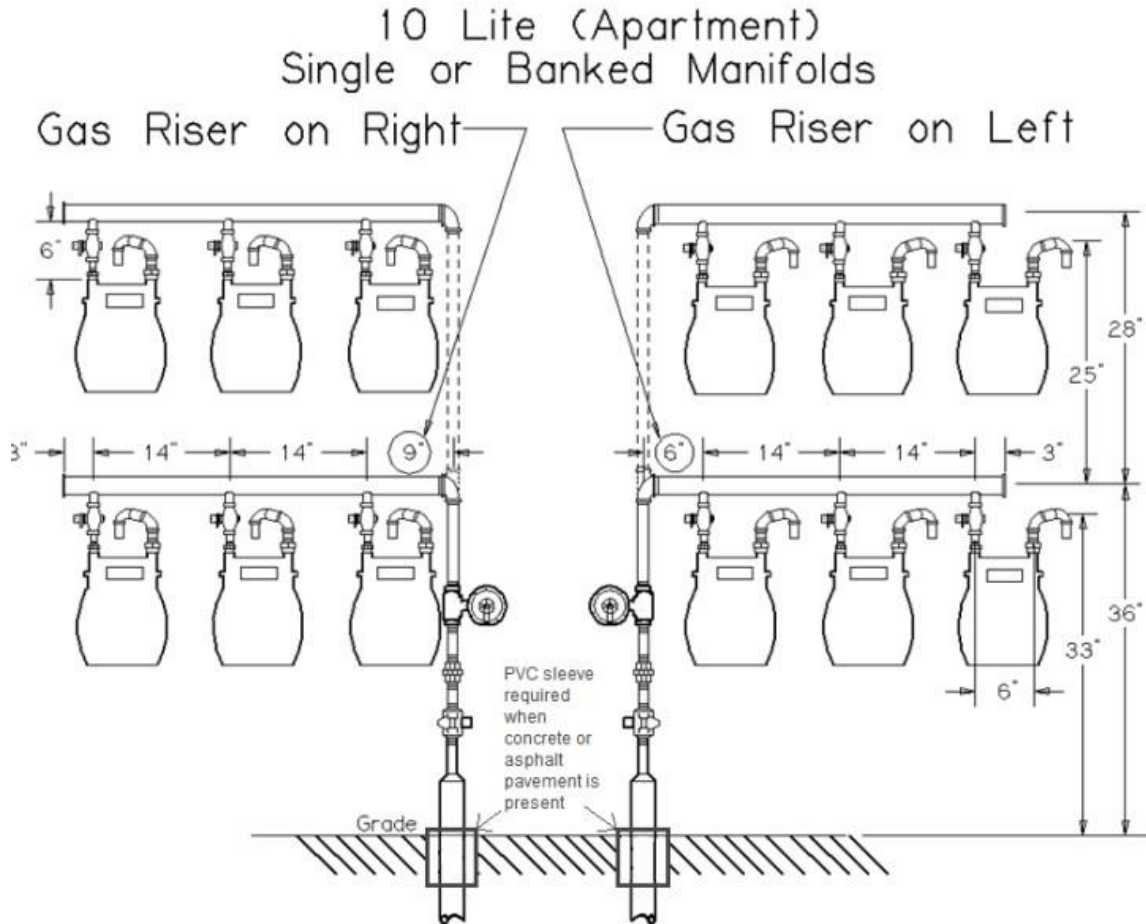 10 Lite (Apartment)
Single or Banked Manifolds
Gas Riser on Right
Gas Riser on Left
6"
28"
25"
3"
14"
14"
9"
6"
14"
14"
3"
36"
33"
6"
PVC sleeve
required
when
concrete or
asphalt
pavement is
present
Grade